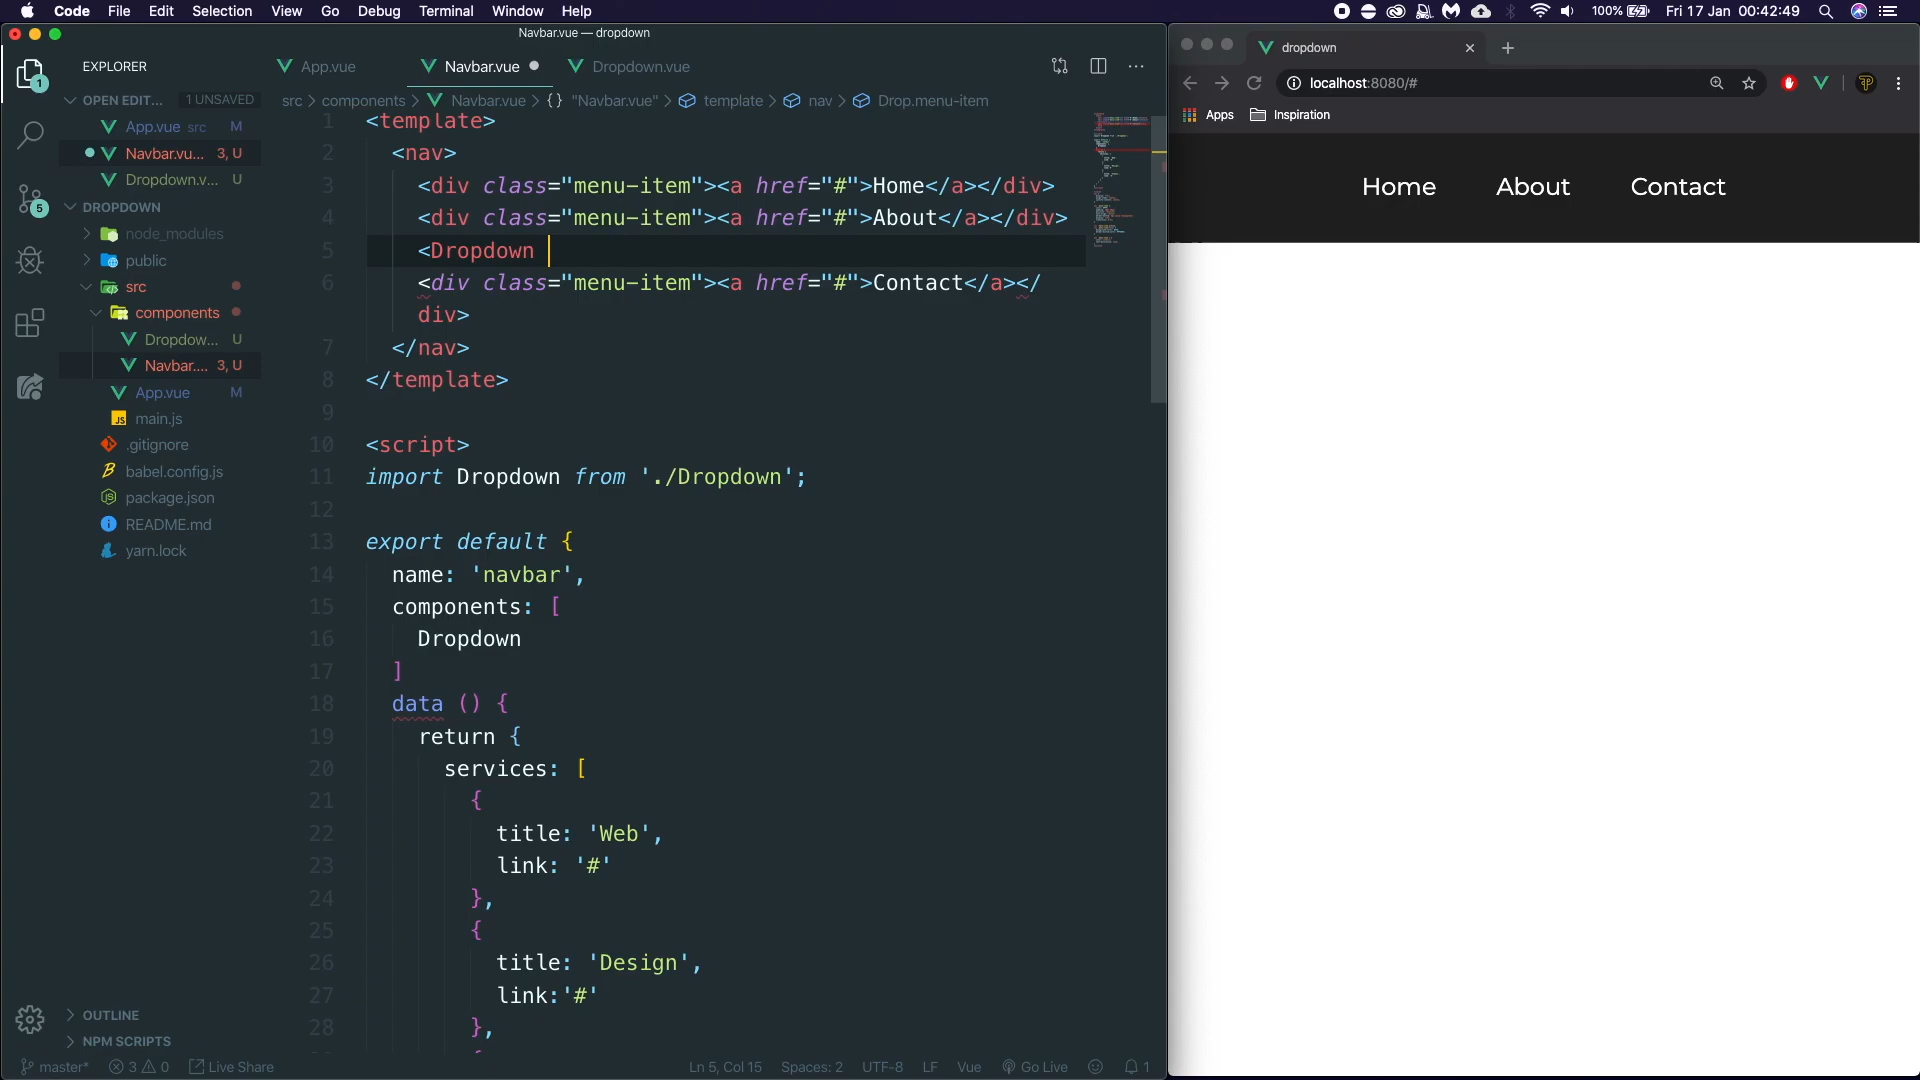 Code File Edit Selection View Go Debug Terminal Window Help
100% Fri 17 Jan 00:42:49
Navbar.vue — dropdown
EXPLORER
OPEN EDIT... 1 UNSAVED
App.vue src M
Navbar.vu... 3, U
Dropdown.v... U
DROPDOWN
node_modules
public
src
components
Dropdow... U
Navbar.... 3, U
App.vue M
main.js
.gitignore
babel.config.js
package.json
README.md
yarn.lock
OUTLINE
NPM SCRIPTS
App.vue Navbar.vue Dropdown.vue
src > components > Navbar.vue > {} "Navbar.vue" > template > nav > Drop.menu-item
1 <template>
2 <nav>
3 <div class="menu-item"><a href="#">Home</a></div>
4 <div class="menu-item"><a href="#">About</a></div>
5 <Dropdown
6 <div class="menu-item"><a href="#">Contact</a></
div>
7 </nav>
8 </template>
9
10 <script>
11 import Dropdown from './Dropdown';
12
13 export default {
14 name: 'navbar',
15 components: [
16 Dropdown
17 ]
18 data () {
19 return {
20 services: [
21 {
22 title: 'Web',
23 link: '#'
24 },
25 {
26 title: 'Design',
27 link:'#'
28 },
master* 3 0 Live Share Ln 5, Col 15 Spaces: 2 UTF-8 LF Vue Go Live 1
dropdown
localhost:8080/#
Apps Inspiration
Home About Contact